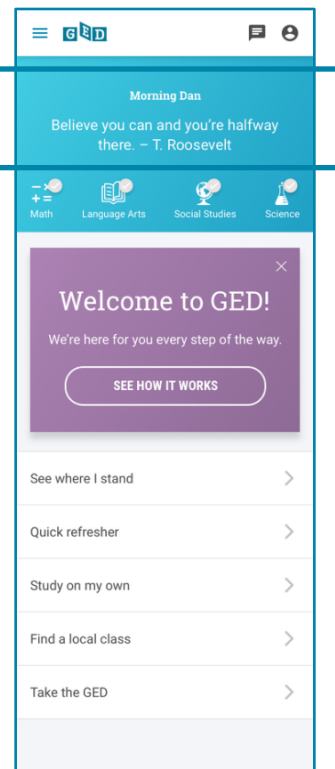 GED
Morning Dan
Believe you can and you're halfway
there. – T. Roosevelt
Math
Language Arts
Social Studies
Science
Welcome to GED!
We're here for you every step of the way.
SEE HOW IT WORKS
See where I stand
Quick refresher
Study on my own
Find a local class
Take the GED